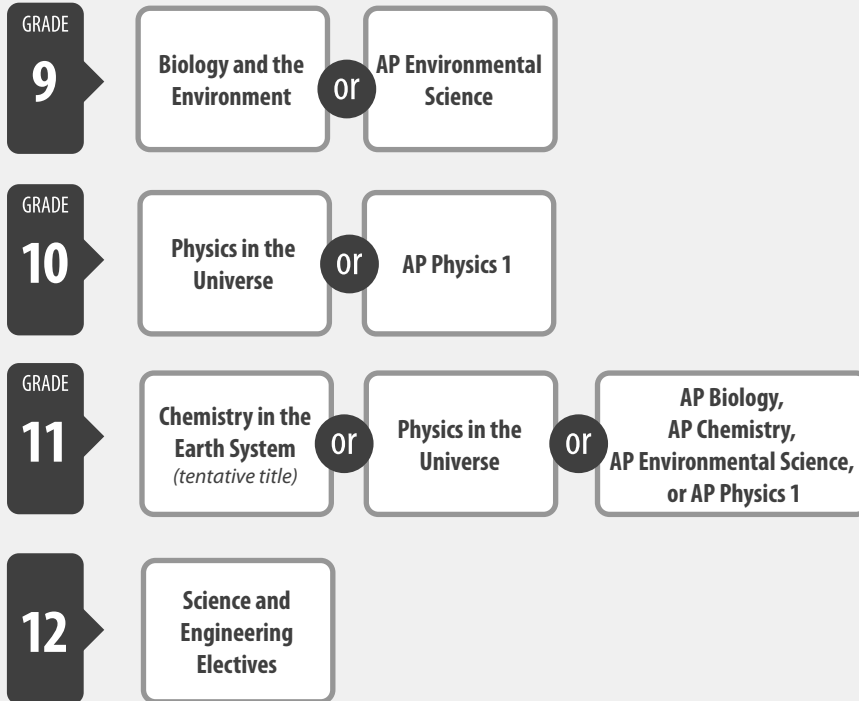 GRADE
9
Biology and the
Environment
or
AP Environmental
Science
GRADE
10
Physics in the
Universe
or
AP Physics 1
GRADE
11
Chemistry in the
Earth System
(tentative title)
or
Physics in the
Universe
or
AP Biology,
AP Chemistry,
AP Environmental Science,
or AP Physics 1
12
Science and
Engineering
Electives